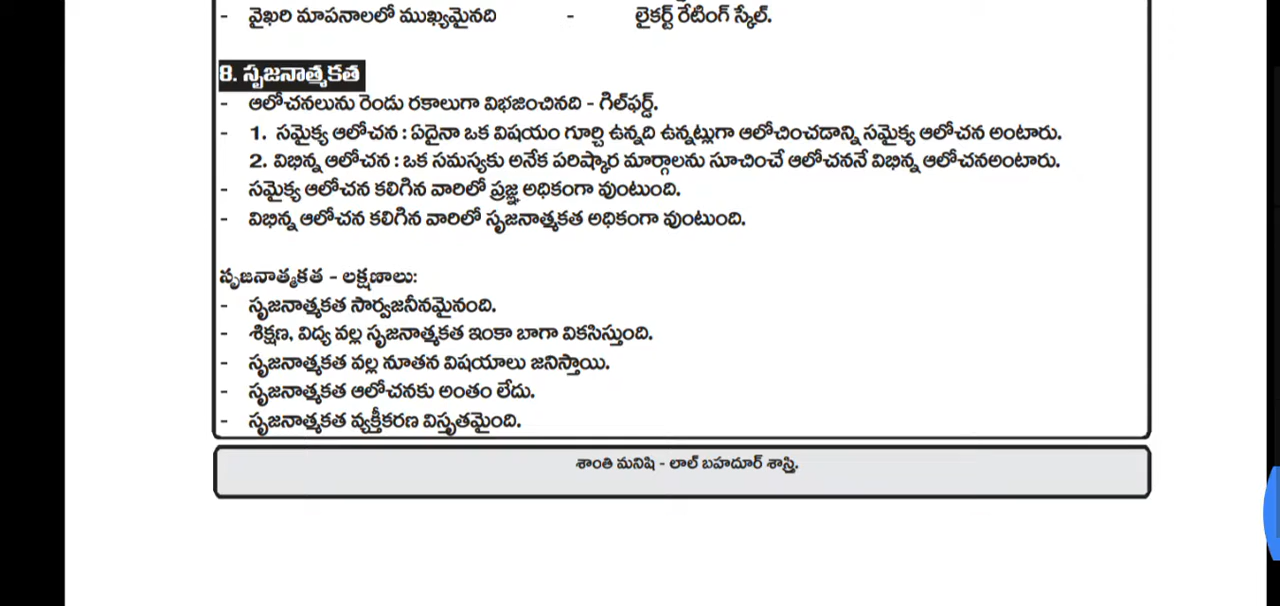 - వైఖరి మాపనాలలో ముఖ్యమైనది - లైకర్ట్ రేటింగ్ స్కేల్.
8. సృజనాత్మకత
- ఆలోచనలును రెండు రకాలుగా విభజించినది - గిల్‌ఫర్డ్.
- 1. సమైక్య ఆలోచన : ఏదైనా ఒక విషయం గూర్చి ఉన్నది ఉన్నట్లుగా ఆలోచించడాన్ని సమైక్య ఆలోచన అంటారు.
2. విభిన్న ఆలోచన : ఒక సమస్యకు అనేక పరిష్కార మార్గాలను సూచించే ఆలోచననే విభిన్న ఆలోచనఅంటారు.
- సమైక్య ఆలోచన కలిగిన వారిలో ప్రజ్ఞ అధికంగా వుంటుంది.
- విభిన్న ఆలోచన కలిగిన వారిలో సృజనాత్మకత అధికంగా వుంటుంది.
సృజనాత్మకత - లక్షణాలు:
- సృజనాత్మకత సార్వజనీనమైనంది.
- శిక్షణ, విద్య వల్ల సృజనాత్మకత ఇంకా బాగా వికసిస్తుంది.
- సృజనాత్మకత వల్ల నూతన విషయాలు జనిస్తాయి.
- సృజనాత్మకత ఆలోచనకు అంతం లేదు.
- సృజనాత్మకత వ్యక్తీకరణ విస్తృతమైంది.
శాంతి మనిషి - లాల్ బహదూర్ శాస్త్రి.